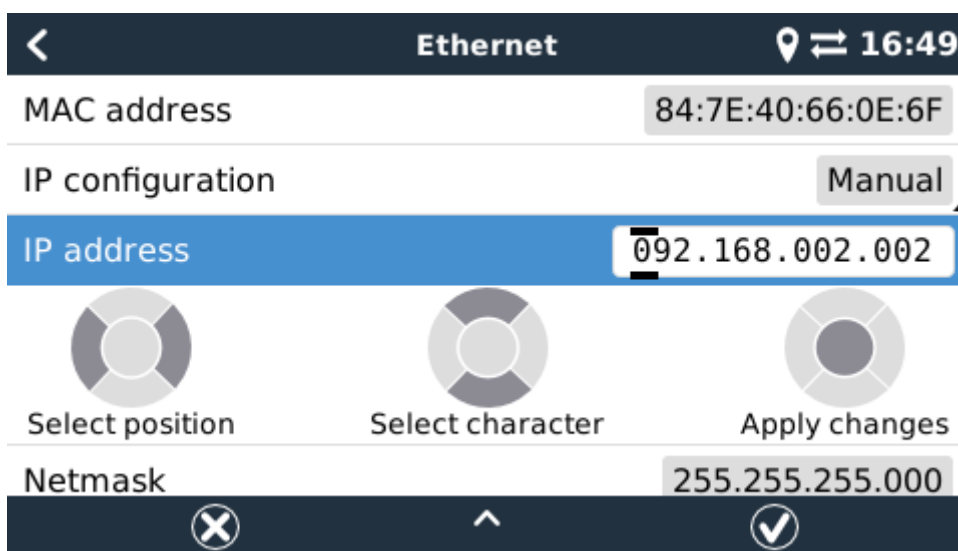 Ethernet 16:49
MAC address 84:7E:40:66:0E:6F
IP configuration Manual
IP address 092.168.002.002
Select position Select character Apply changes
Netmask 255.255.255.000